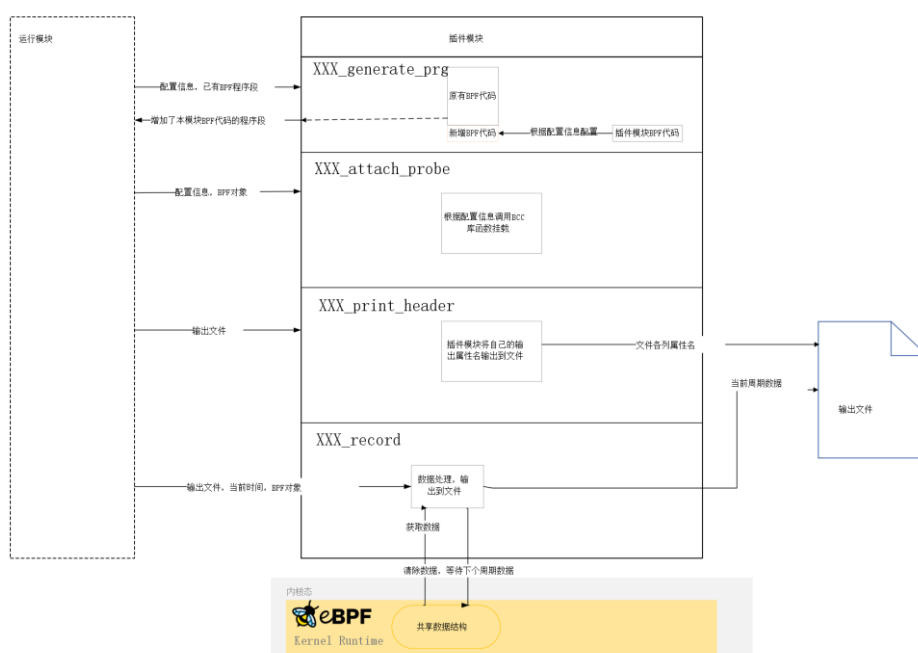 运行模块
插件模块
XXX_generate_prg
配置信息，已有BPF程序段
原有BPF代码
增加了本模块BPF代码的程序段
新增BPF代码
根据配置信息配置
插件模块BPF代码
XXX_attach_probe
配置信息，BPF对象
根据配置信息调用BCC
库函数挂载
XXX_print_header
输出文件
插件模块将自己的输
出属性名输出到文件
文件各列属性名
当前周期数据
输出文件
XXX_record
输出文件，当前时间，BPF对象
数据处理，输
出到文件
获取数据
清除数据，等待下个周期数据
内核态
eBPF
Kernel Runtime
共享数据结构